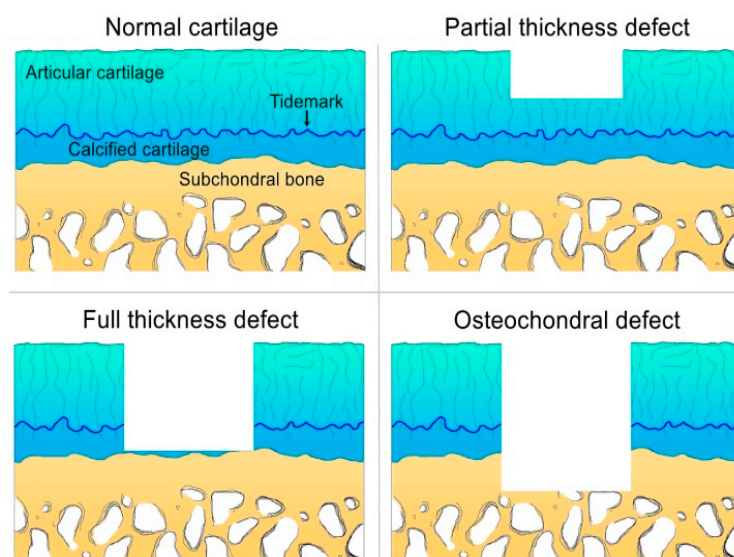 Normal cartilage
Articular cartilage
Tidemark
Calcified cartilage
Subchondral bone
Partial thickness defect
Full thickness defect
Osteochondral defect